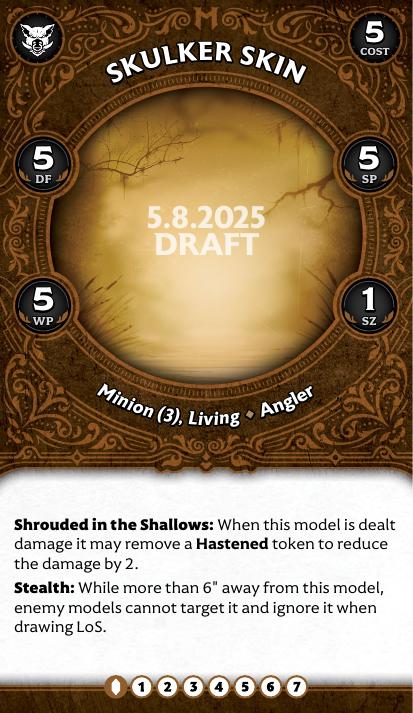 SKULKER SKIN
5
COST
5
DF
5
SP
5.8.2025
DRAFT
5
WP
1
SZ
Minion (3), Living ⬥ Angler
Shrouded in the Shallows: When this model is dealt
damage it may remove a Hastened token to reduce
the damage by 2.
Stealth: While more than 6" away from this model,
enemy models cannot target it and ignore it when
drawing LoS.
1 2 3 4 5 6 7